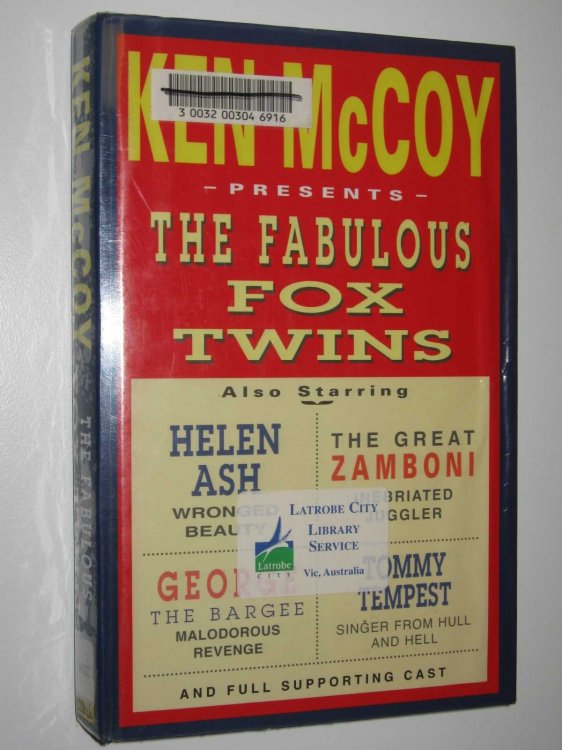 3 0032 00304 6916
KEN McCOY
– PRESENTS –
THE FABULOUS
FOX
TWINS
Also Starring
HELEN
ASH
WRONGED
BEAUTY
THE GREAT
ZAMBONI
INEBRIATED
JUGGLER
LATROBE CITY
LIBRARY
SERVICE
Vic, Australia
Latrobe
CITY
GEORGE
THE BARGEE
MALODOROUS
REVENGE
TOMMY
TEMPEST
SINGER FROM HULL
AND HELL
AND FULL SUPPORTING CAST
KEN McCOY
THE FABULOUS